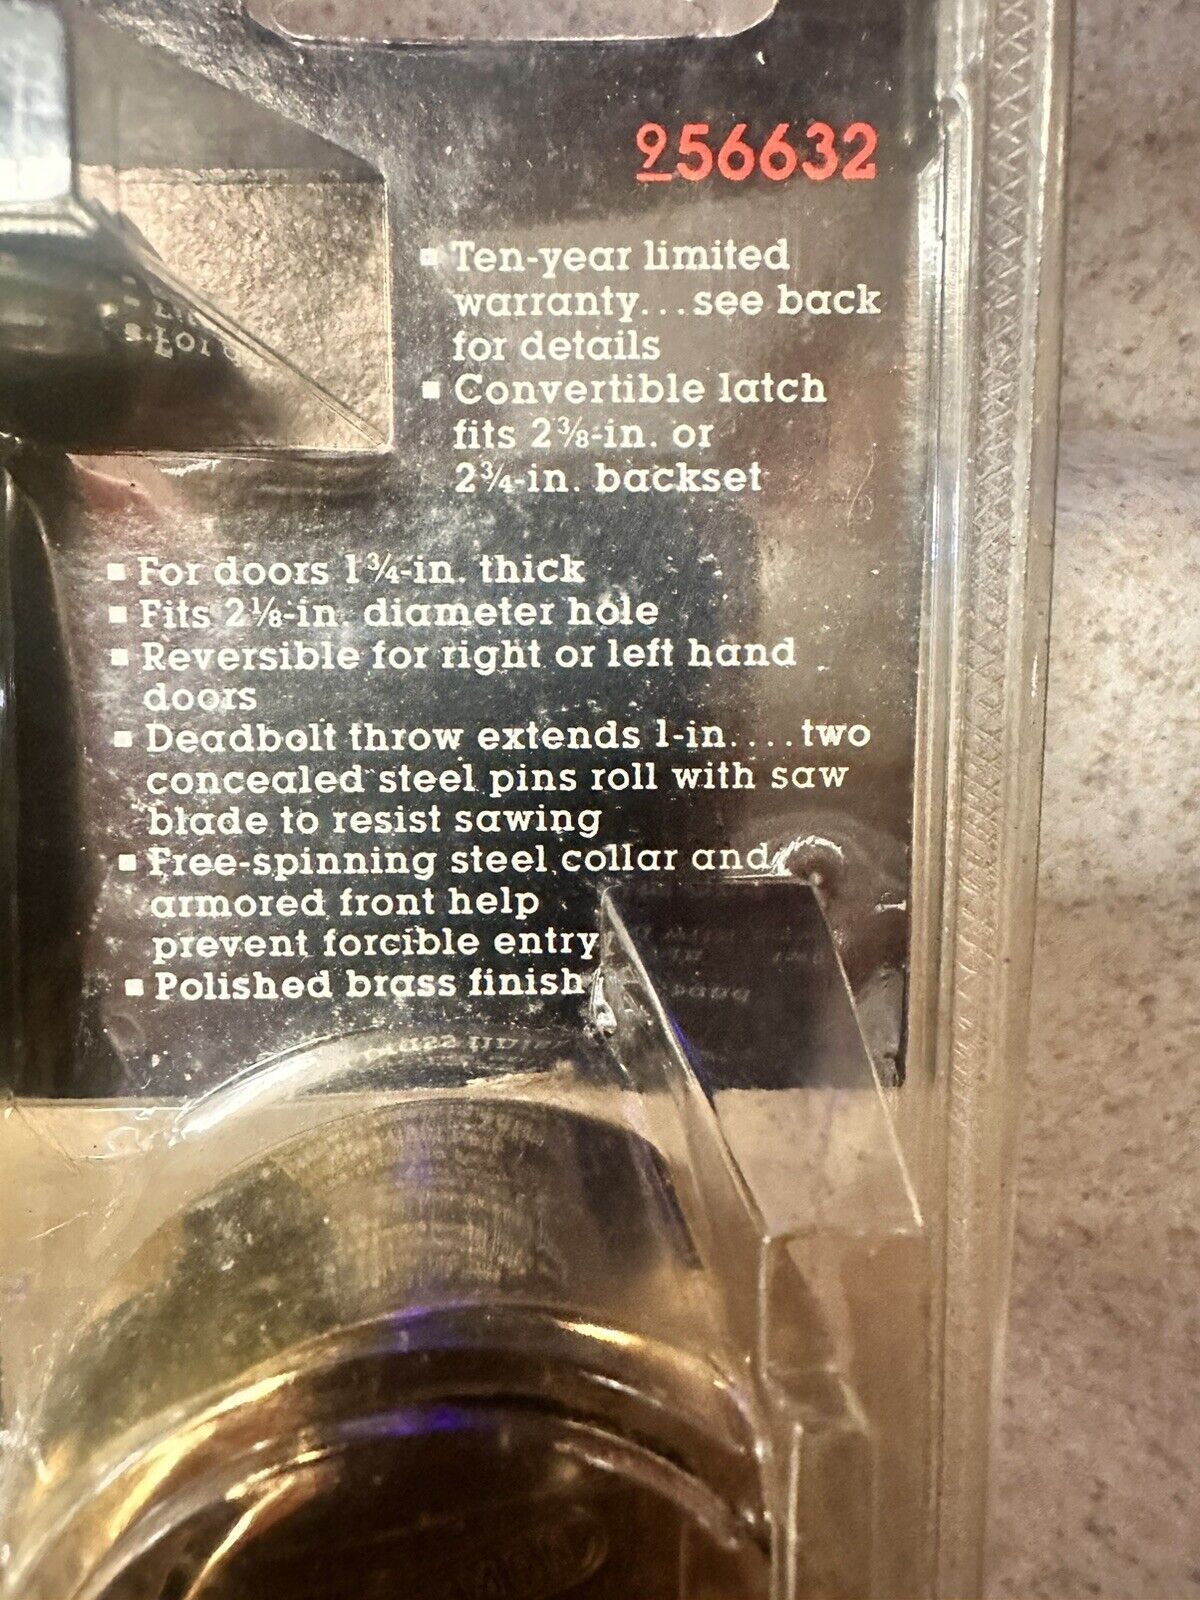 956632
▪ Ten-year limited
warranty...see back
for details
▪ Convertible latch
fits 2⅜-in. or
2¾-in. backset
▪ For doors 1¾-in. thick
▪ Fits 2⅛-in. diameter hole
▪ Reversible for right or left hand
doors
▪ Deadbolt throw extends 1-in....two
concealed steel pins roll with saw
blade to resist sawing
▪ Free-spinning steel collar and
armored front help
prevent forcible entry
▪ Polished brass finish